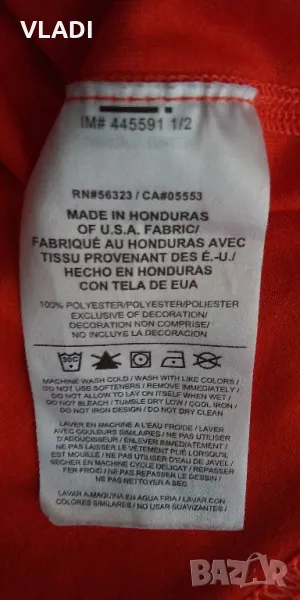 VLADI
IM# 445591 1/2
RN#56323 / CA#05553
MADE IN HONDURAS
OF U.S.A. FABRIC/
FABRIQUÉ AU HONDURAS AVEC
TISSU PROVENANT DES É.-U./
HECHO EN HONDURAS
CON TELA DE EUA
100% POLYESTER/POLYESTER/POLIESTER
EXCLUSIVE OF DECORATION/
DECORATION NON COMPRISE/
NO INCLUYE LA DECORACION
MACHINE WASH COLD / WASH WITH LIKE COLORS /
DO NOT USE SOFTENERS / REMOVE IMMEDIATELY /
DO NOT ALLOW TO LAY ON ITSELF WHEN WET /
DO NOT BLEACH / TUMBLE DRY LOW / COOL IRON /
DO NOT IRON DESIGN / DO NOT DRY CLEAN
LAVER EN MACHINE A L'EAU FROIDE / LAVER
AVEC COULEURS SIMILAIRES / NE PAS UTILISER
D'ADOUCISSEUR / ENLEVER IMMÉDIATEMENT /
NE PAS LAISSER LE VÊTEMENT PLIÉ LORSQU'IL
EST MOUILLÉ / NE PAS UTILISER D'EAU DE JAVEL /
SÉCHER EN MACHINE CYCLE DELICAT / REPASSER
FER FROID / NE PAS REPASSER LE DESSIN /
NE PAS NETTOYER A SEC
LAVAR A MAQUINA EN AGUA FRIA / LAVAR CON
COLORES SIMILARES / NO USAR SUAVIZANTES /
bazar